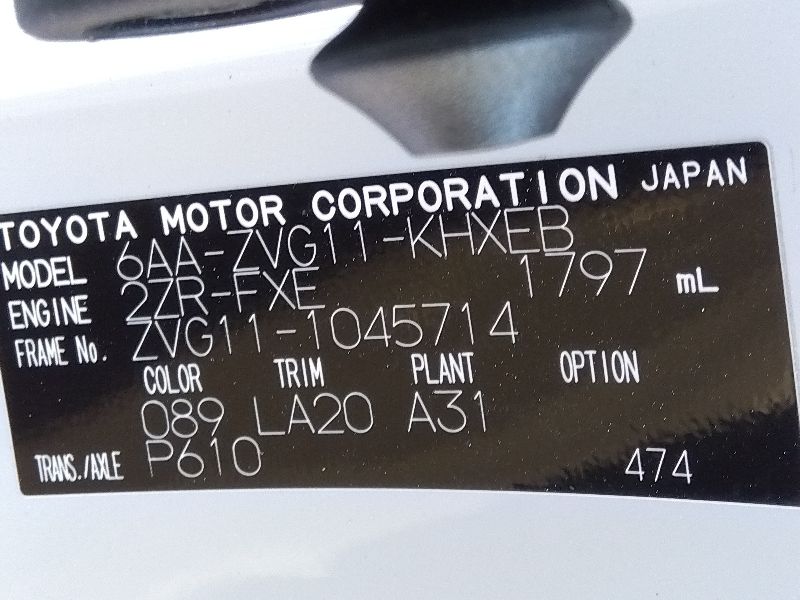 TOYOTA MOTOR CORPORATION JAPAN
MODEL 6AA-ZVG11-KHXEB
ENGINE 2ZR-FXE 1797 mL
FRAME No. ZVG11-1045714
COLOR TRIM PLANT OPTION
089 LA20 A31
TRANS./AXLE P610 474